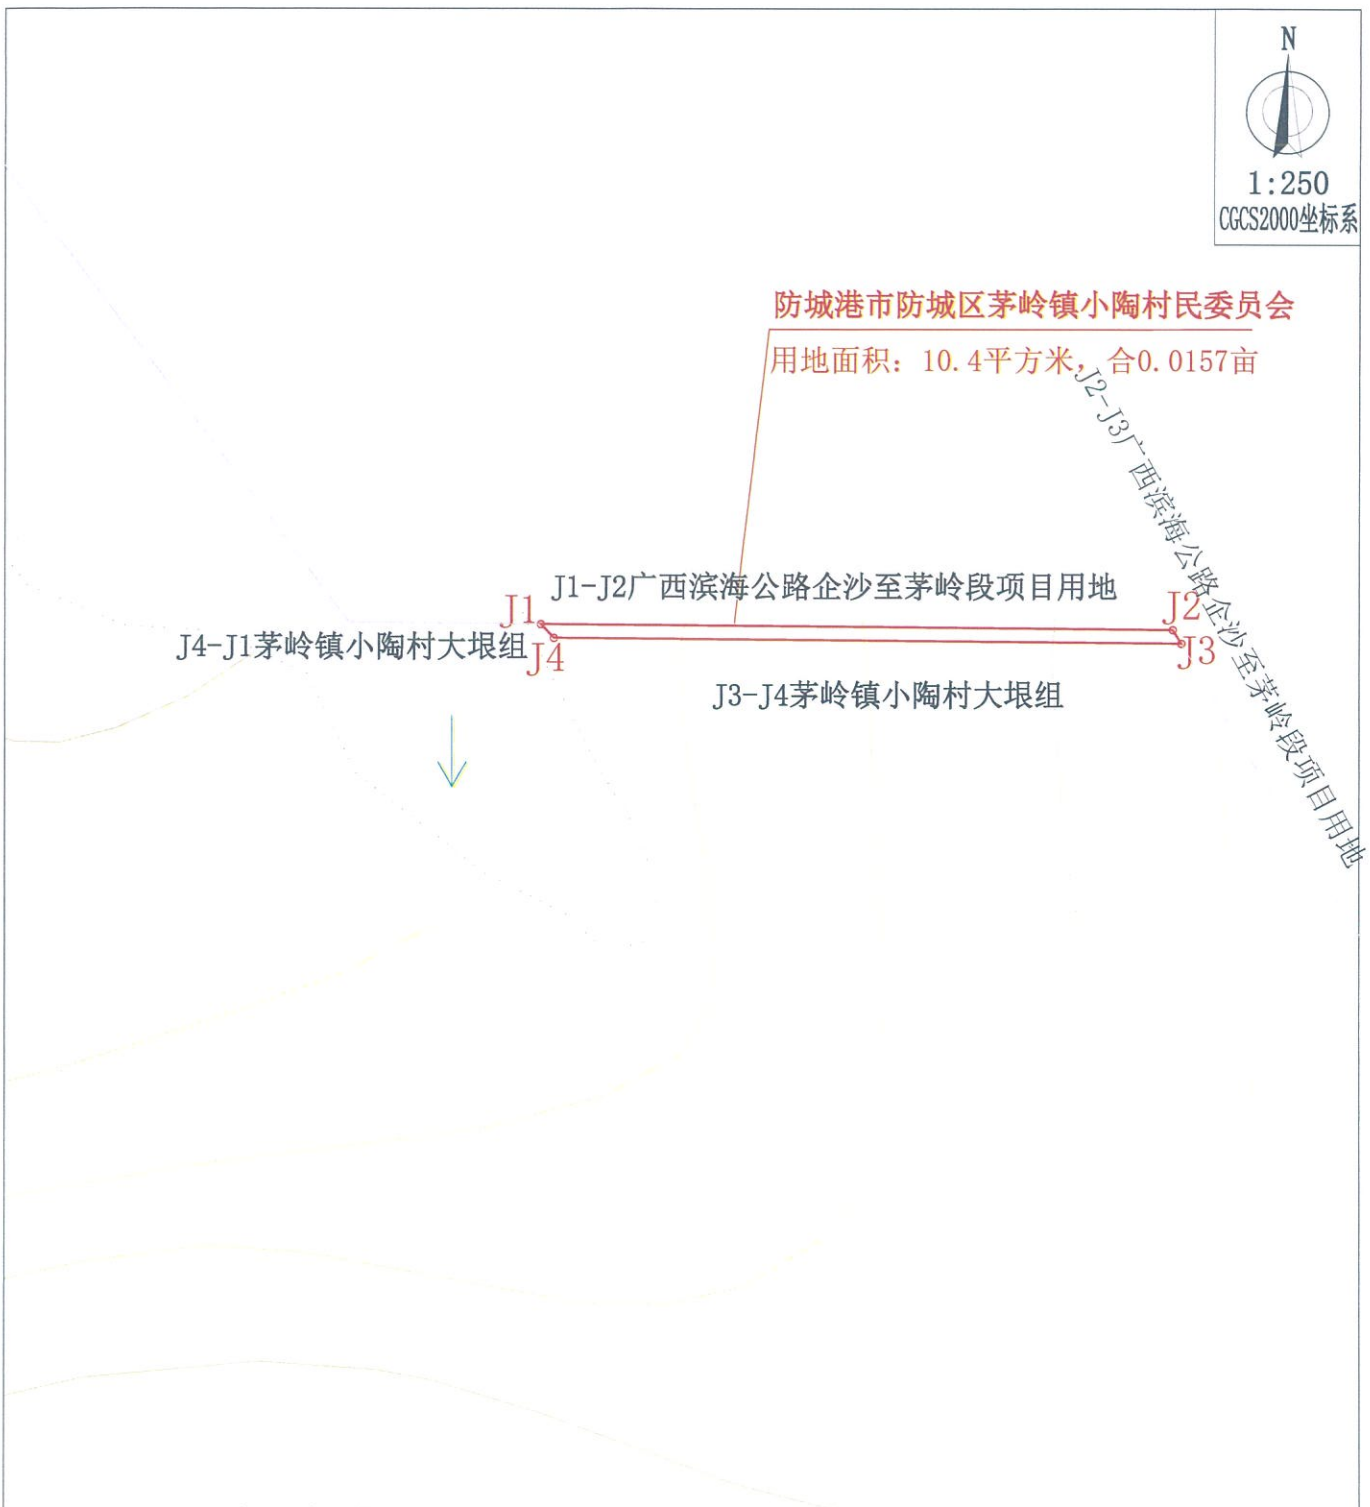 N
1:250
CGCS2000坐标系
防城港市防城区茅岭镇小陶村民委员会
用地面积：10.4平方米，合0.0157亩
J2-J3广西滨海公路企沙至茅岭段项目用地
J1-J2广西滨海公路企沙至茅岭段项目用地
J1
J2
J4-J1茅岭镇小陶村大垠组
J4
J3
J3-J4茅岭镇小陶村大垠组